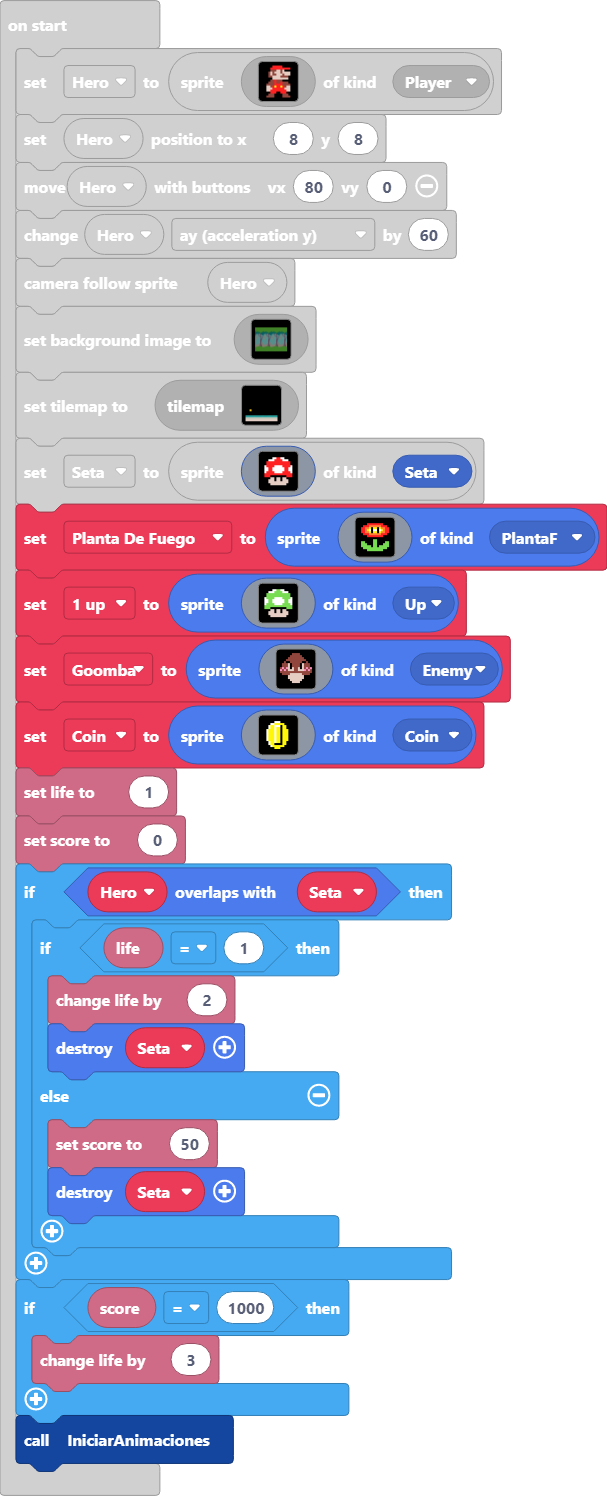 on start
set Hero to sprite of kind Player
set Hero position to x 8 y 8
move Hero with buttons vx 80 vy 0
change Hero ay (acceleration y) by 60
camera follow sprite Hero
set background image to
set tilemap to tilemap
set Seta to sprite of kind Seta
set Planta De Fuego to sprite of kind PlantaF
set 1 up to sprite of kind Up
set Goomba to sprite of kind Enemy
set Coin to sprite of kind Coin
set life to 1
set score to 0
if Hero overlaps with Seta then
if life = 1 then
change life by 2
destroy Seta
else
set score to 50
destroy Seta
if score = 1000 then
change life by 3
call IniciarAnimaciones